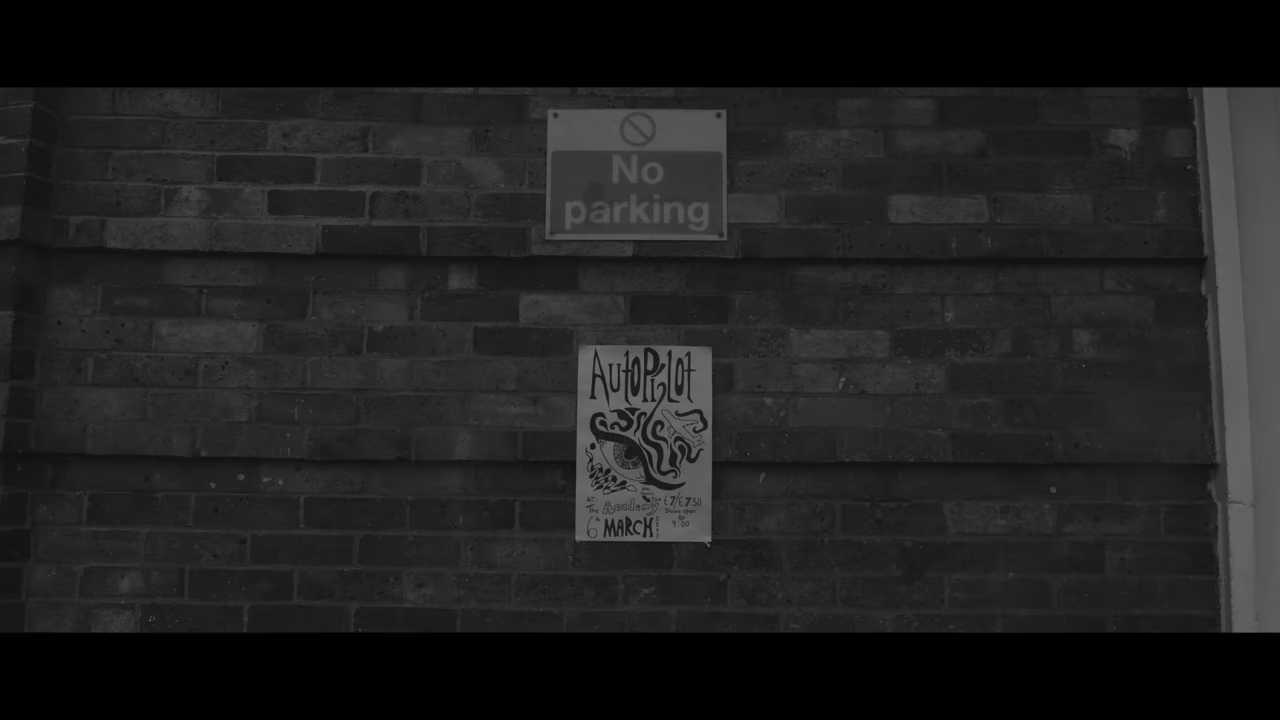 No
parking
AutoPilot
AT:
The Academy
£7/£7.50
Doors open
@
9:00
6th MARCH